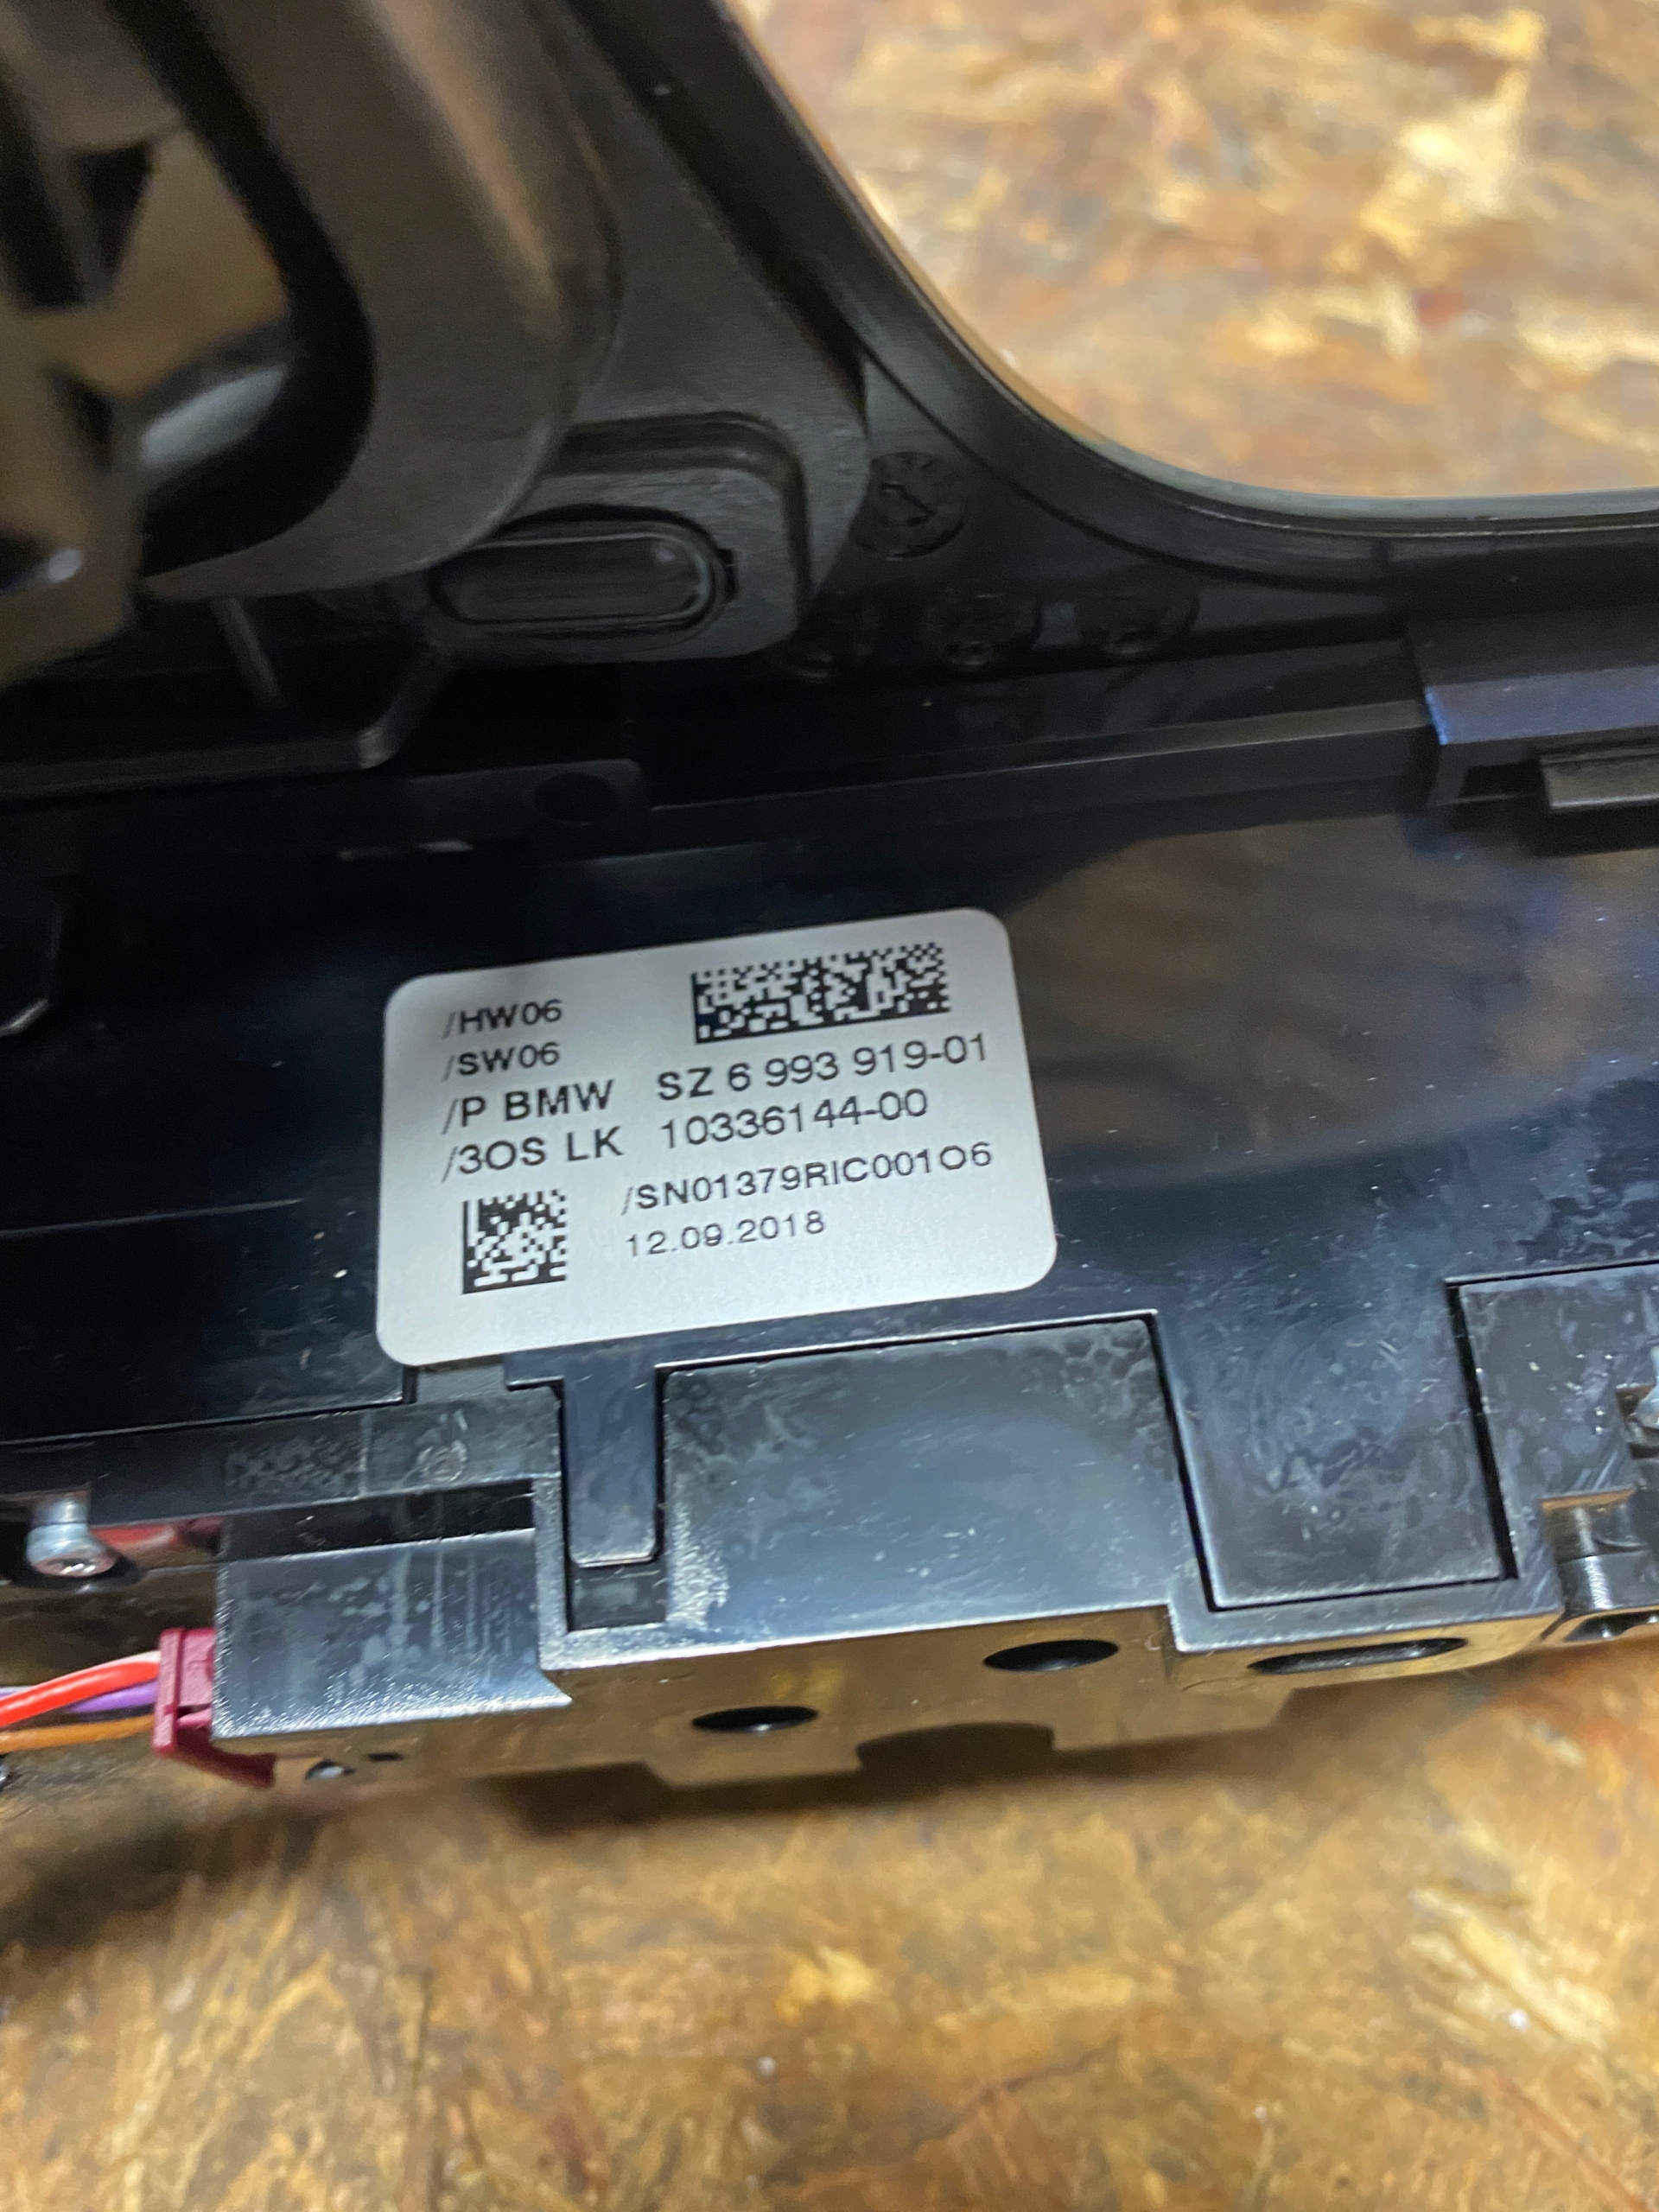 /HW06
/SW06
/P BMW SZ 6 993 919-01
/3OS LK 10336144-00
/SN01379RIC001O6
12.09.2018